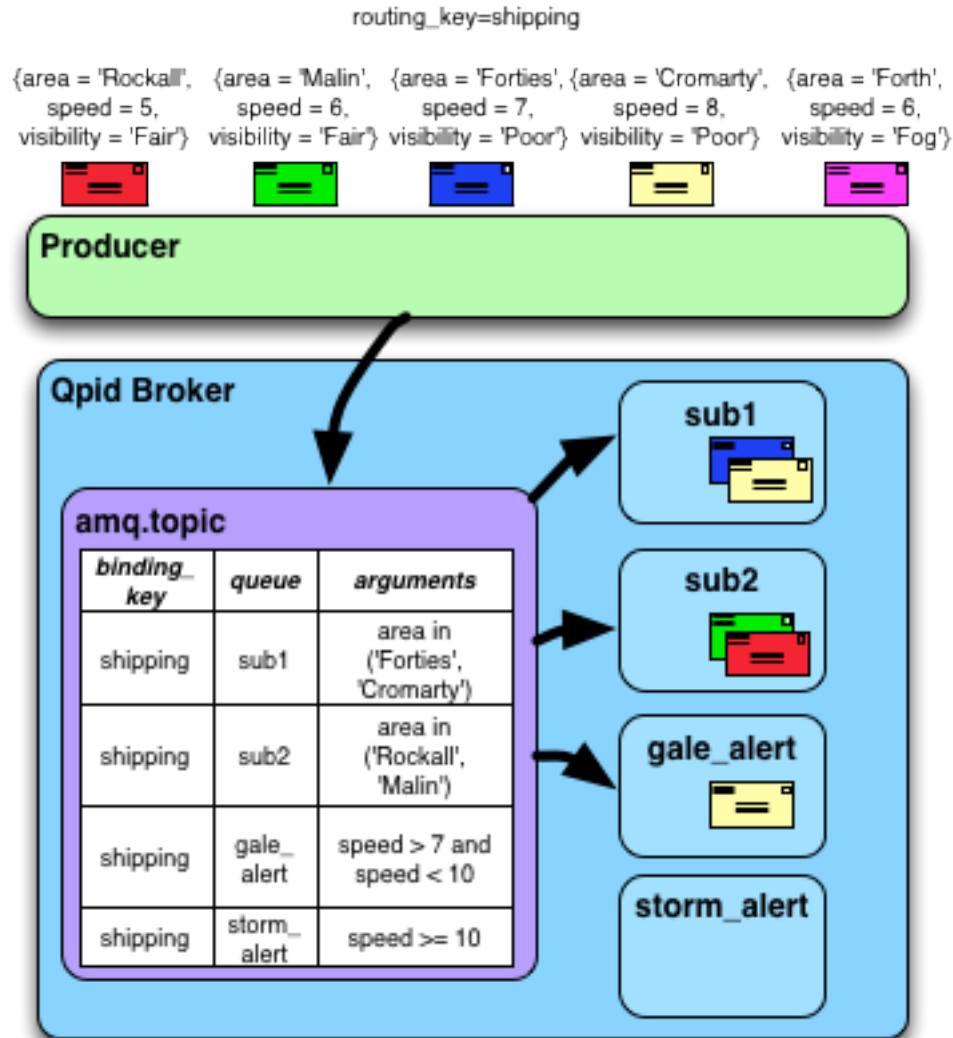 routing_key=shipping
{area = 'Rockall',
speed = 5,
visibility = 'Fair'}
{area = 'Malin',
speed = 6,
visibility = 'Fair'}
{area = 'Forties',
speed = 7,
visibility = 'Poor'}
{area = 'Cromarty',
speed = 8,
visibility = 'Poor'}
{area = 'Forth',
speed = 6,
visibility = 'Fog'}
Producer
Qpid Broker
amq.topic
binding_
key
queue
arguments
shipping
sub1
area in
('Forties',
'Cromarty')
shipping
sub2
area in
('Rockall',
'Malin')
shipping
gale_
alert
speed > 7 and
speed < 10
shipping
storm_
alert
speed >= 10
sub1
sub2
gale_alert
storm_alert